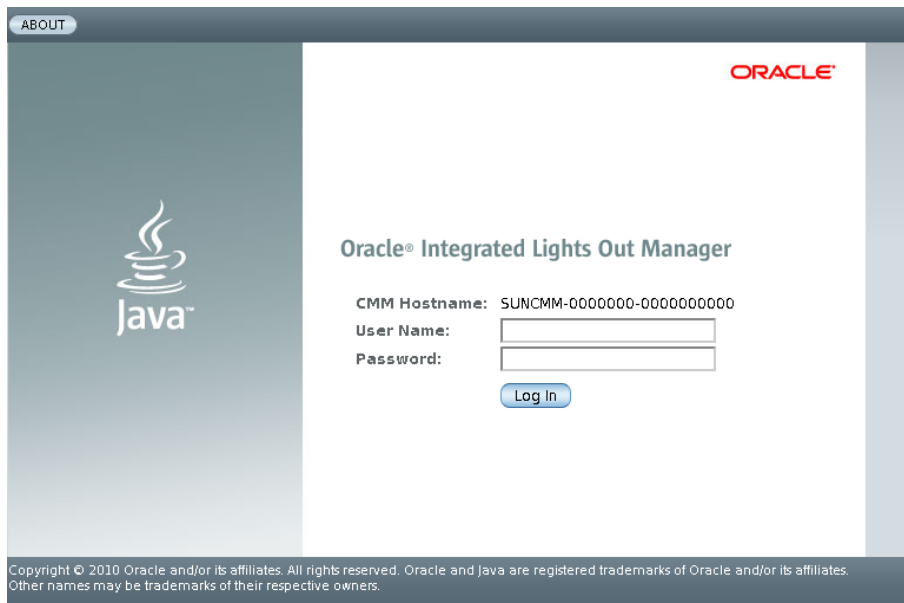 ABOUT
ORACLE®
Java™
Oracle® Integrated Lights Out Manager
CMM Hostname: SUNCMM-0000000-0000000000
User Name:
Password:
Log In
Copyright © 2010 Oracle and/or its affiliates. All rights reserved. Oracle and Java are registered trademarks of Oracle and/or its affiliates.
Other names may be trademarks of their respective owners.